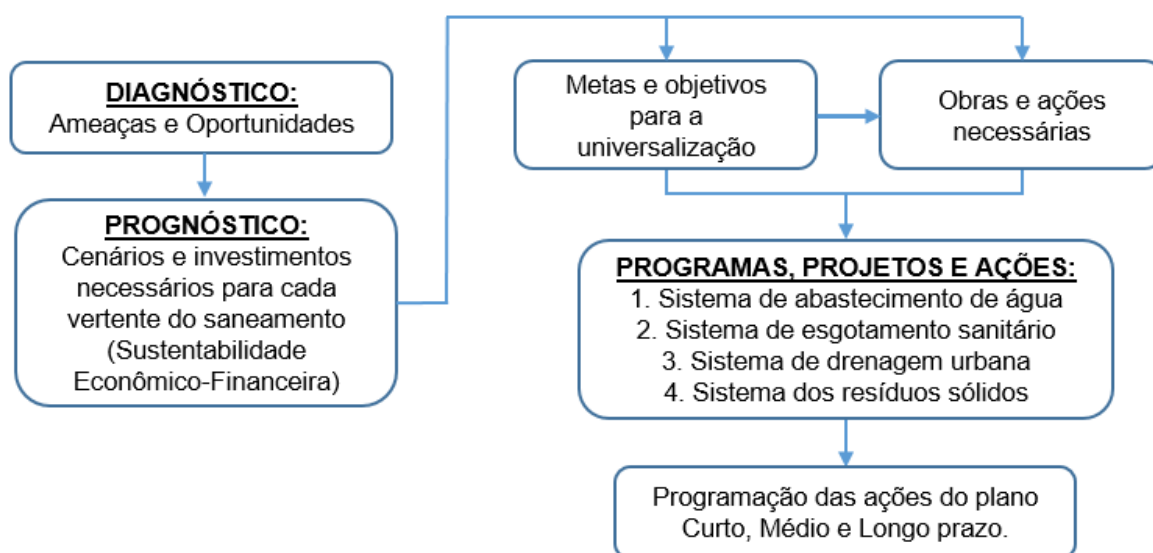 DIAGNÓSTICO:
Ameaças e Oportunidades
PROGNÓSTICO:
Cenários e investimentos
necessários para cada
vertente do saneamento
(Sustentabilidade
Econômico-Financeira)
Metas e objetivos
para a
universalização
Obras e ações
necessárias
PROGRAMAS, PROJETOS E AÇÕES:
1. Sistema de abastecimento de água
2. Sistema de esgotamento sanitário
3. Sistema de drenagem urbana
4. Sistema dos resíduos sólidos
Programação das ações do plano
Curto, Médio e Longo prazo.